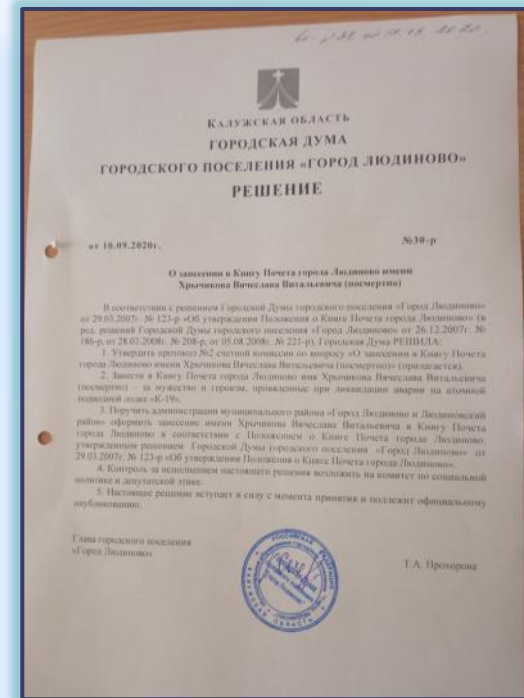 КАЛУЖСКАЯ ОБЛАСТЬ
ГОРОДСКАЯ ДУМА
ГОРОДСКОГО ПОСЕЛЕНИЯ «ГОРОД ЛЮДИНОВО»
РЕШЕНИЕ
от 10.09.2020г. №30-р
О занесении в Книгу Почета города Людиново имени
Хрычикова Вячеслава Витальевича (посмертно)
В соответствии с решением Городской Думы городского поселения «Город Людиново»
от 29.03.2007г. № 123-р «Об утверждении Положения о Книге Почета города Людиново» (в
ред. решений Городской Думы городского поселения «Город Людиново» от 26.12.2007г. №
186-р, от 28.03.2008г. № 208-р, от 05.08.2008г. № 221-р), Городская Дума РЕШИЛА:
1. Утвердить протокол №2 счетной комиссии по вопросу «О занесении в Книгу Почета
города Людиново имени Хрычикова Вячеслава Витальевича (посмертно)» (прилагается).
2. Занести в Книгу Почета города Людиново имя Хрычикова Вячеслава Витальевича
(посмертно) – за мужество и героизм, проявленные при ликвидации аварии на атомной
подводной лодке «К-19».
3. Поручить администрации муниципального района «Город Людиново и Людиновский
район» оформить занесение имени Хрычикова Вячеслава Витальевича в Книгу Почета
города Людиново в соответствии с Положением о Книге Почета города Людиново,
утвержденным решением Городской Думы городского поселения «Город Людиново» от
29.03.2007г. № 123-р «Об утверждении Положения о Книге Почета города Людиново».
4. Контроль за исполнением настоящего решения возложить на комитет по социальной
политике и депутатской этике.
5. Настоящее решение вступает в силу с момента принятия и подлежит официальному
опубликованию.
Глава городского поселения
«Город Людиново» Т.А. Прохорова
РОССИЙСКАЯ ФЕДЕРАЦИЯ
КАЛУЖСКАЯ ОБЛАСТЬ